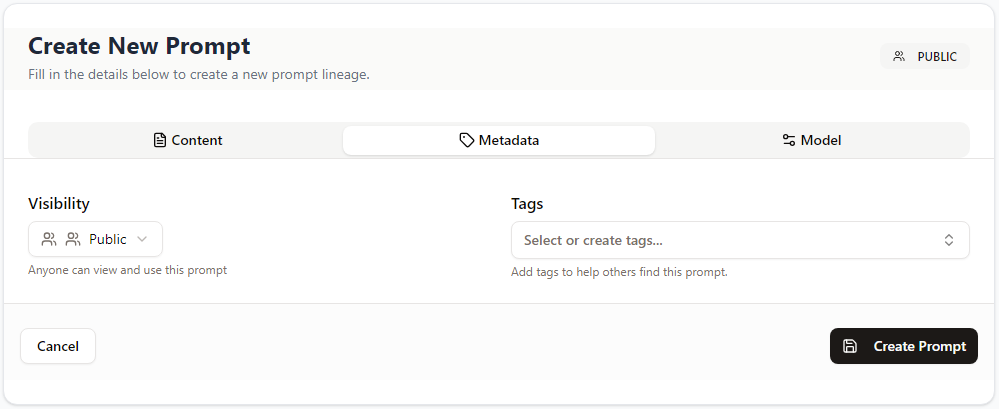 Create New Prompt
Fill in the details below to create a new prompt lineage.
PUBLIC
Content
Metadata
Model
Visibility
Public
Anyone can view and use this prompt
Tags
Select or create tags...
Add tags to help others find this prompt.
Cancel
Create Prompt